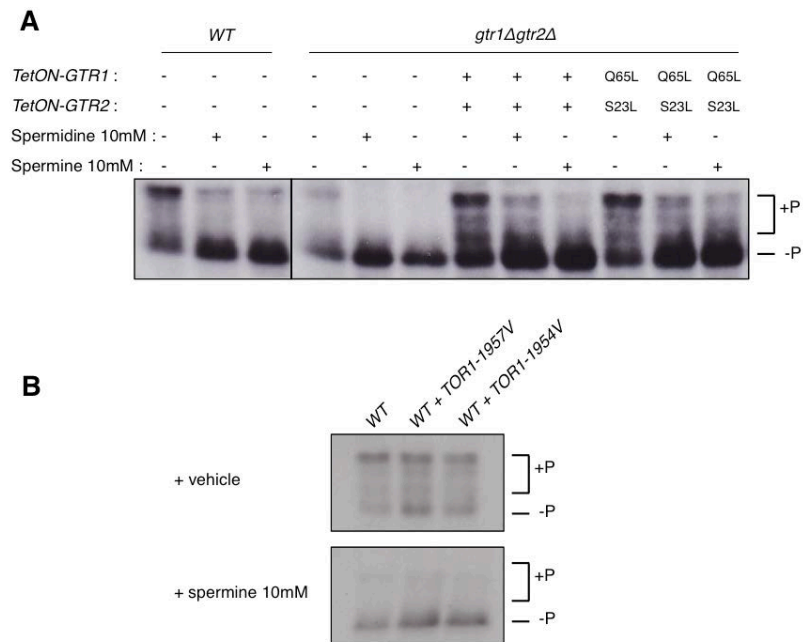 A
WT gtr1Δgtr2Δ
TetON-GTR1 : - - - - - - + + + Q65L Q65L Q65L
TetON-GTR2 : - - - - - - + + + S23L S23L S23L
Spermidine 10mM : - + - - + - - + - - + -
Spermine 10mM : - - + - - + - - + - - +
+P
-P
B
WT WT + TOR1-1957V WT + TOR1-1954V
+ vehicle
+P
-P
+ spermine 10mM
+P
-P